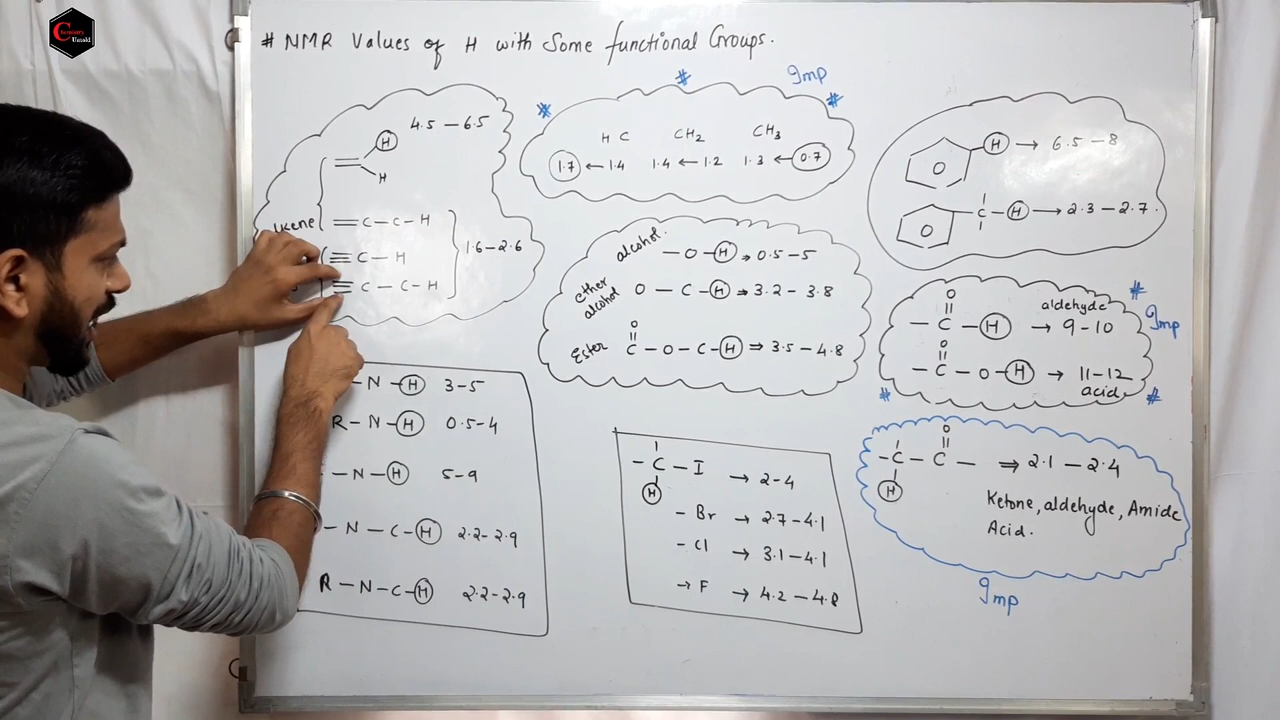 Chemistry
Untold
# NMR Values of H with Some functional Groups.
4.5 – 6.5
H
H
=C–C–H
≡C–H
≡C–C–H
1.6–2.6
Imp
HC CH2 CH3
1.7 ← 1.4 1.4 ← 1.2 1.3 ← 0.7
H → 6.5–8
–C–H → 2.3–2.7.
alcohol. –O–H ⇒ 0.5–5
ether
alcohol O–C–H ⇒ 3.2–3.8
O
Ester C–O–C–H ⇒ 3.5–4.8
O
–C–H → 9–10
aldehyde
Imp
O
–C–O–H → 11–12
acid
–N–H 3–5
R–N–H 0.5–4
–N–H 5–9
–N–C–H 2.2–2.9
R–N–C–H 2.2–2.9
–C–I → 2–4
H
–Br → 2.7–4.1
–Cl → 3.1–4.1
→F → 4.2–4.8
O
–C–C– ⇒ 2.1–2.4
H
Ketone, aldehyde, Amide
Acid.
Imp